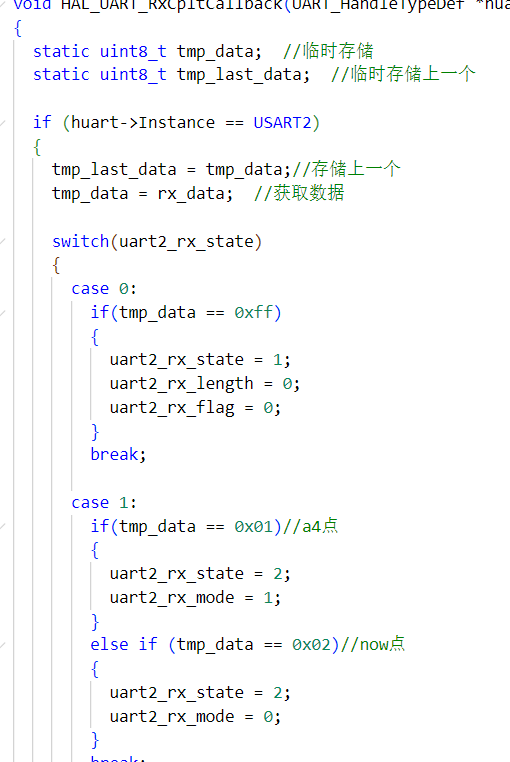 void HAL_UART_RxCpltCallback(UART_HandleTypeDef *hua
{
static uint8_t tmp_data;  //临时存储
static uint8_t tmp_last_data;  //临时存储上一个
if (huart->Instance == USART2)
{
tmp_last_data = tmp_data;//存储上一个
tmp_data = rx_data;  //获取数据
switch(uart2_rx_state)
{
case 0:
if(tmp_data == 0xff)
{
uart2_rx_state = 1;
uart2_rx_length = 0;
uart2_rx_flag = 0;
}
break;
case 1:
if(tmp_data == 0x01)//a4点
{
uart2_rx_state = 2;
uart2_rx_mode = 1;
}
else if (tmp_data == 0x02)//now点
{
uart2_rx_state = 2;
uart2_rx_mode = 0;
}
break;